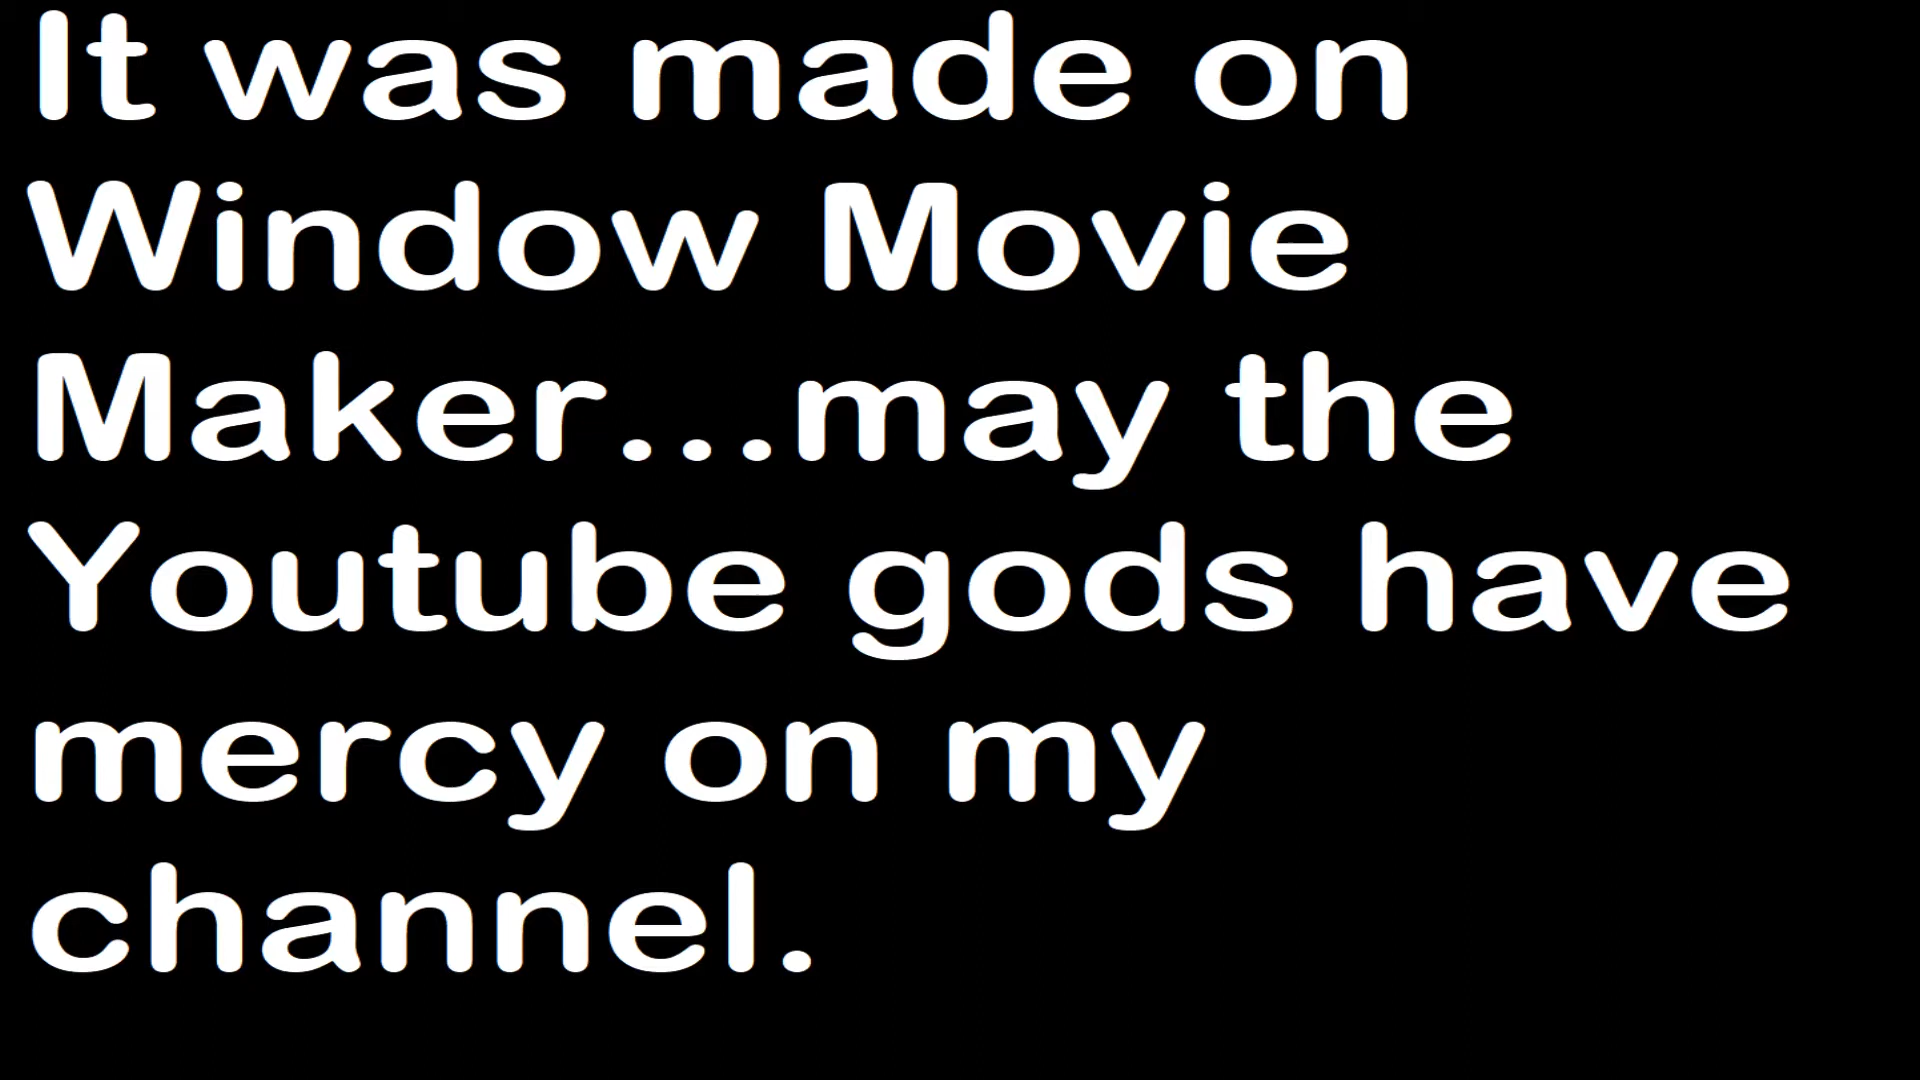 It was made on
Window Movie
Maker...may the
Youtube gods have
mercy on my
channel.